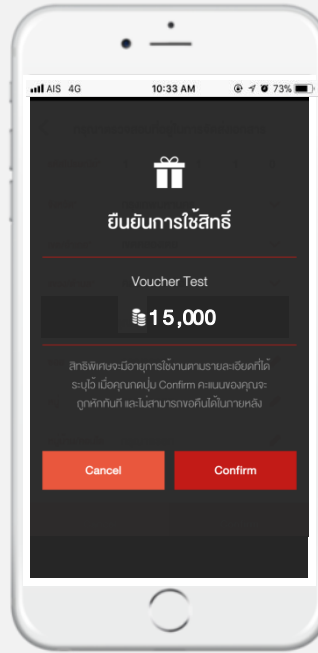 AIS 4G 10:33 AM 73%
ยืนยันการใช้สิทธิ์
Voucher Test
15,000
สิทธิพิเศษจะมีอายุการใช้งานตามรายละเอียดที่ได้
ระบุไว้ เมื่อคุณกดปุ่ม Confirm คะแนนของคุณจะ
ถูกหักทันที และไม่สามารถขอคืนได้ในภายหลัง
Cancel Confirm